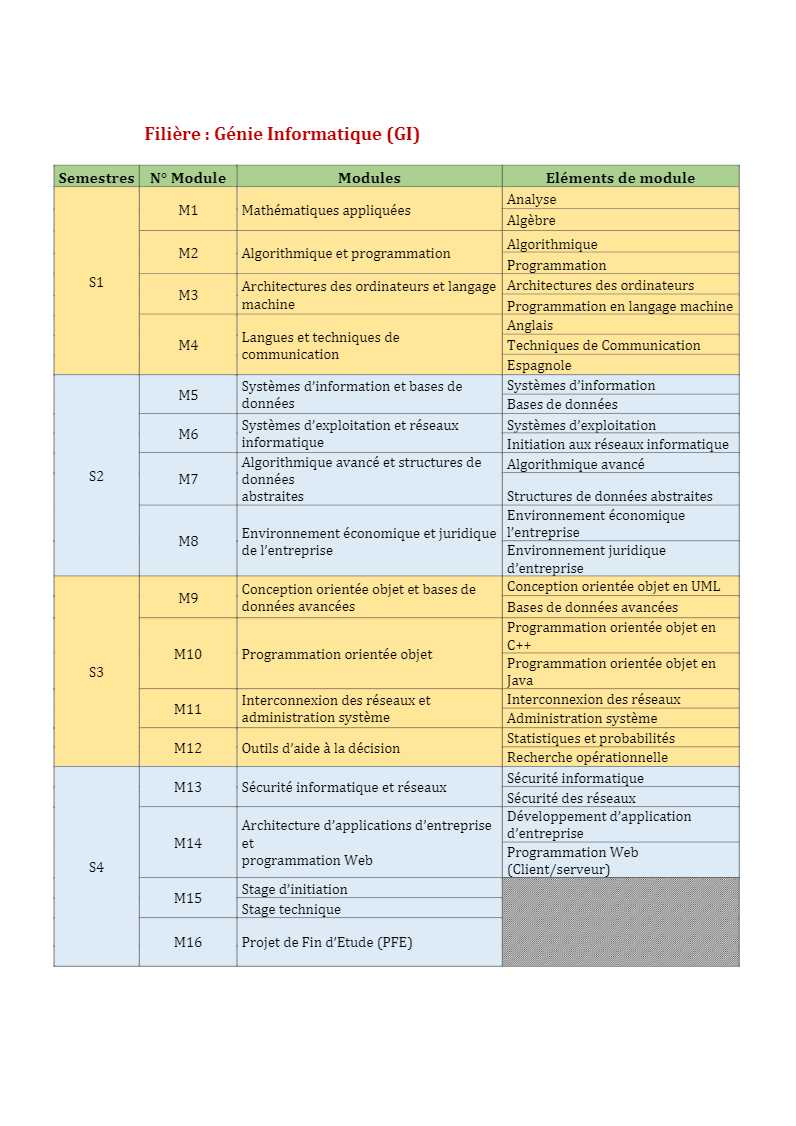 Filière : Génie Informatique (GI)
Semestres N° Module Modules Eléments de module
S1
M1
Mathématiques appliquées
Analyse
Algèbre
M2
Algorithmique et programmation
Algorithmique
Programmation
M3
Architectures des ordinateurs et langage
machine
Architectures des ordinateurs
Programmation en langage machine
M4
Langues et techniques de
communication
Anglais
Techniques de Communication
Espagnole
S2
M5
Systèmes d’information et bases de
données
Systèmes d’information
Bases de données
M6
Systèmes d’exploitation et réseaux
informatique
Systèmes d’exploitation
Initiation aux réseaux informatique
M7
Algorithmique avancé et structures de
données
abstraites
Algorithmique avancé
Structures de données abstraites
M8
Environnement économique et juridique
de l’entreprise
Environnement économique
l’entreprise
Environnement juridique
d’entreprise
S3
M9
Conception orientée objet et bases de
données avancées
Conception orientée objet en UML
Bases de données avancées
M10
Programmation orientée objet
Programmation orientée objet en
C++
Programmation orientée objet en
Java
M11
Interconnexion des réseaux et
administration système
Interconnexion des réseaux
Administration système
M12
Outils d’aide à la décision
Statistiques et probabilités
Recherche opérationnelle
S4
M13
Sécurité informatique et réseaux
Sécurité informatique
Sécurité des réseaux
M14
Architecture d’applications d’entreprise
et
programmation Web
Développement d’application
d’entreprise
Programmation Web
(Client/serveur)
M15
Stage d’initiation
Stage technique
M16
Projet de Fin d’Etude (PFE)